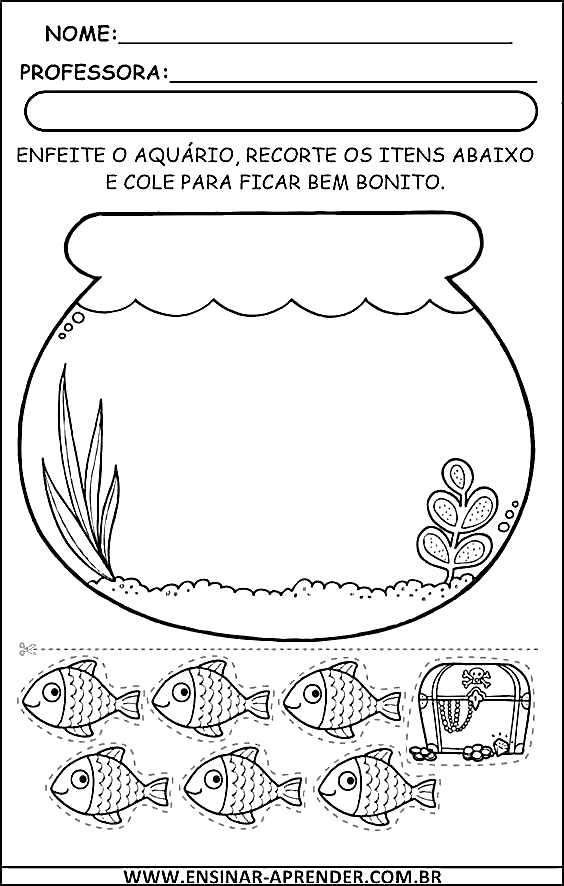 NOME:
PROFESSORA:
ENFEITE O AQUÁRIO, RECORTE OS ITENS ABAIXO
E COLE PARA FICAR BEM BONITO.
WWW.ENSINAR-APRENDER.COM.BR